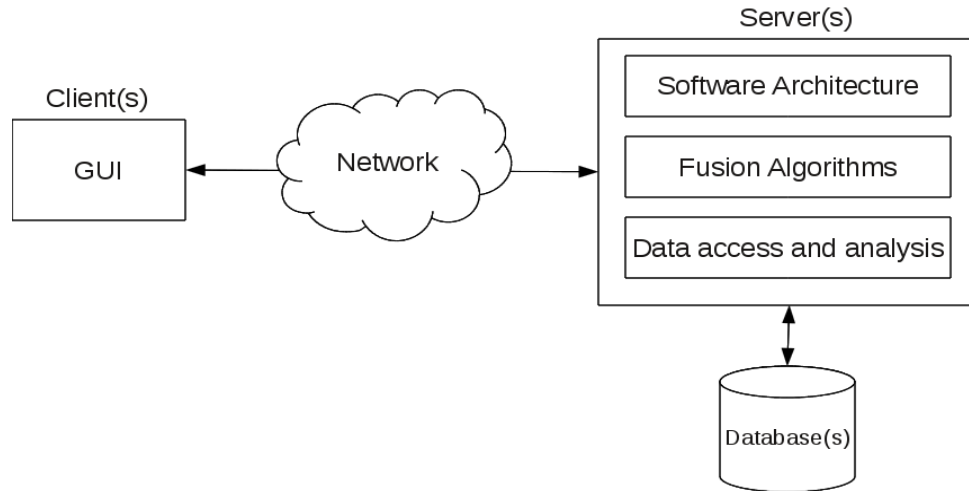 Server(s)
Software Architecture
Client(s)
GUI
Network
Fusion Algorithms
Data access and analysis
Database(s)